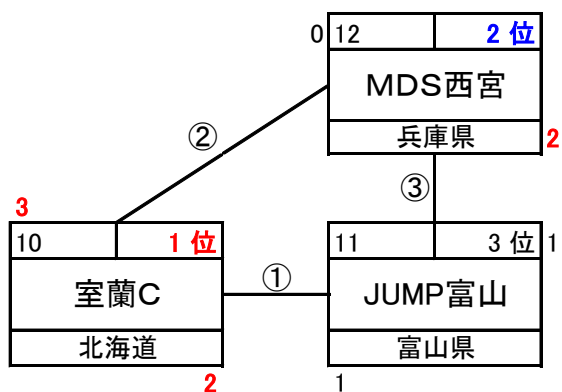 0 12 2 位
MDS西宮
兵庫県 2
②
③
3
10 1 位
室蘭C
北海道
2
①
11 3 位 1
JUMP富山
富山県
1